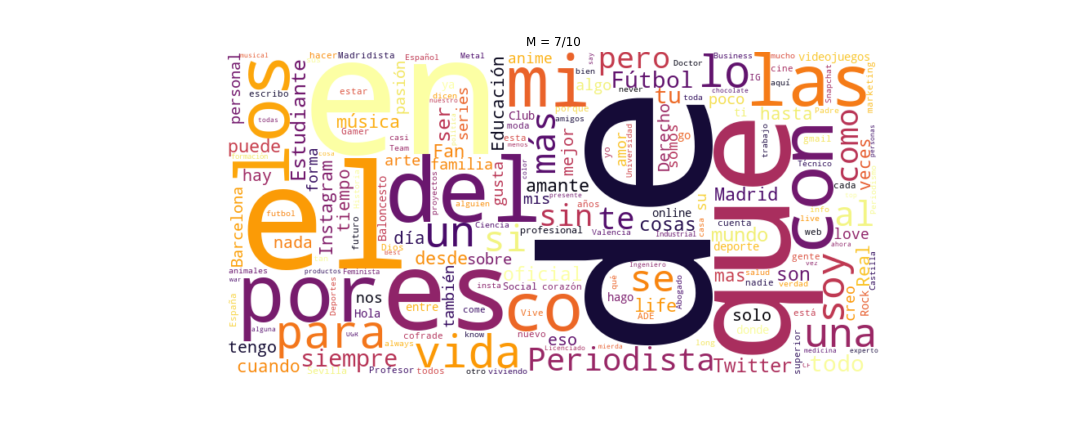 M = 7/10
musical
hacer
Madridista
Español
Metal
say
Business
mucho
videojuegos
personal
escribo
los
Estudiante
estar
pasión
en
dicen
nuestro
series
Educación
anime
bien
mi
algo
pero
Fútbol
never
Doctor
toda
chocolate
lo
IG
cine
aquí
Snapchat
las
marketing
todas
puede
música
Gamer
casi
Team
ser
Fan
Club
moda
esta
menos
más
porque
amigos
mejor
tu
poco
ti
hasta
Padre
gmail
como
personas
hay
forma
arte
familia
gusta
color
amor
yo
Universidad
Derecho
somos
go
trabajo
Técnico
con
veces
Barcelona
el
futbol
nada
Instagram
tiempo
futuro
Baloncesto
del
proyectos
alguien
amante
mis
presente
años
de
su
Madrid
cada
info
al
sin
te
online
cosas
profesional
Valencia
Industrial
casa
cuenta
live
web
mundo
deporte
love
ahora
Dios
best
día
un
Ciencia
si
desde
sobre
que
gente
vez
mas
salud
son
nadie
verdad
soy
Real
Castilla
animales
war
productos
Feminista
por
Deportes
nos
Hola
es
también
entre
insta
come
oficial
Social
corazón
Vive
co
qué
Ingeniero
se
hago
life
ADE
Abogado
solo
donde
está
creo
Rock
España
alguna
tengo
para
UGR
cofrade
always
know
nuevo
eso
Licenciado
mierda
long
una
superior
medicina
experto
cuando
Sevilla
siempre
Profesor
todos
vida
otro
viviendo
Periodista
Twitter
LF
todo